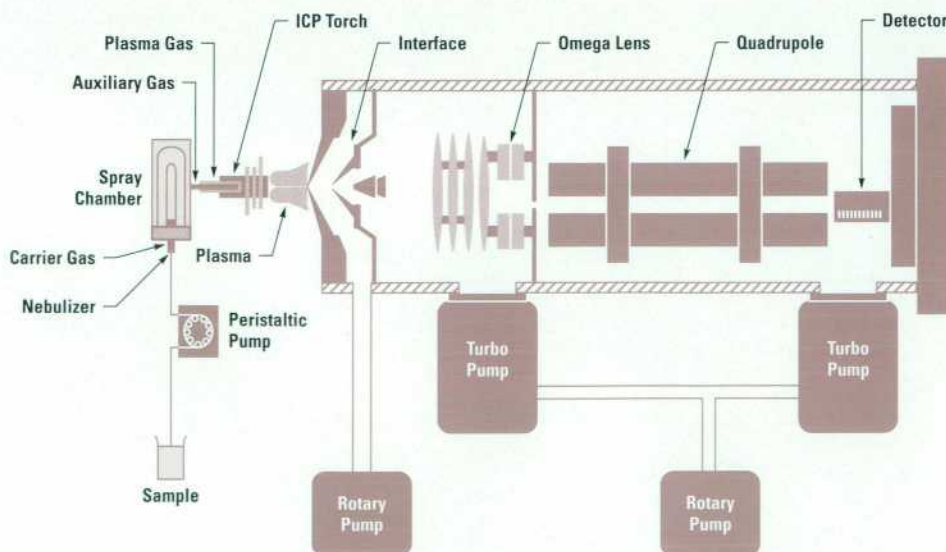 ICP Torch
Detector
Plasma Gas
Interface
Omega Lens
Quadrupole
Auxiliary Gas
Spray
Chamber
Carrier Gas
Plasma
Nebulizer
Peristaltic
Pump
Turbo
Pump
Turbo
Pump
Sample
Rotary
Pump
Rotary
Pump